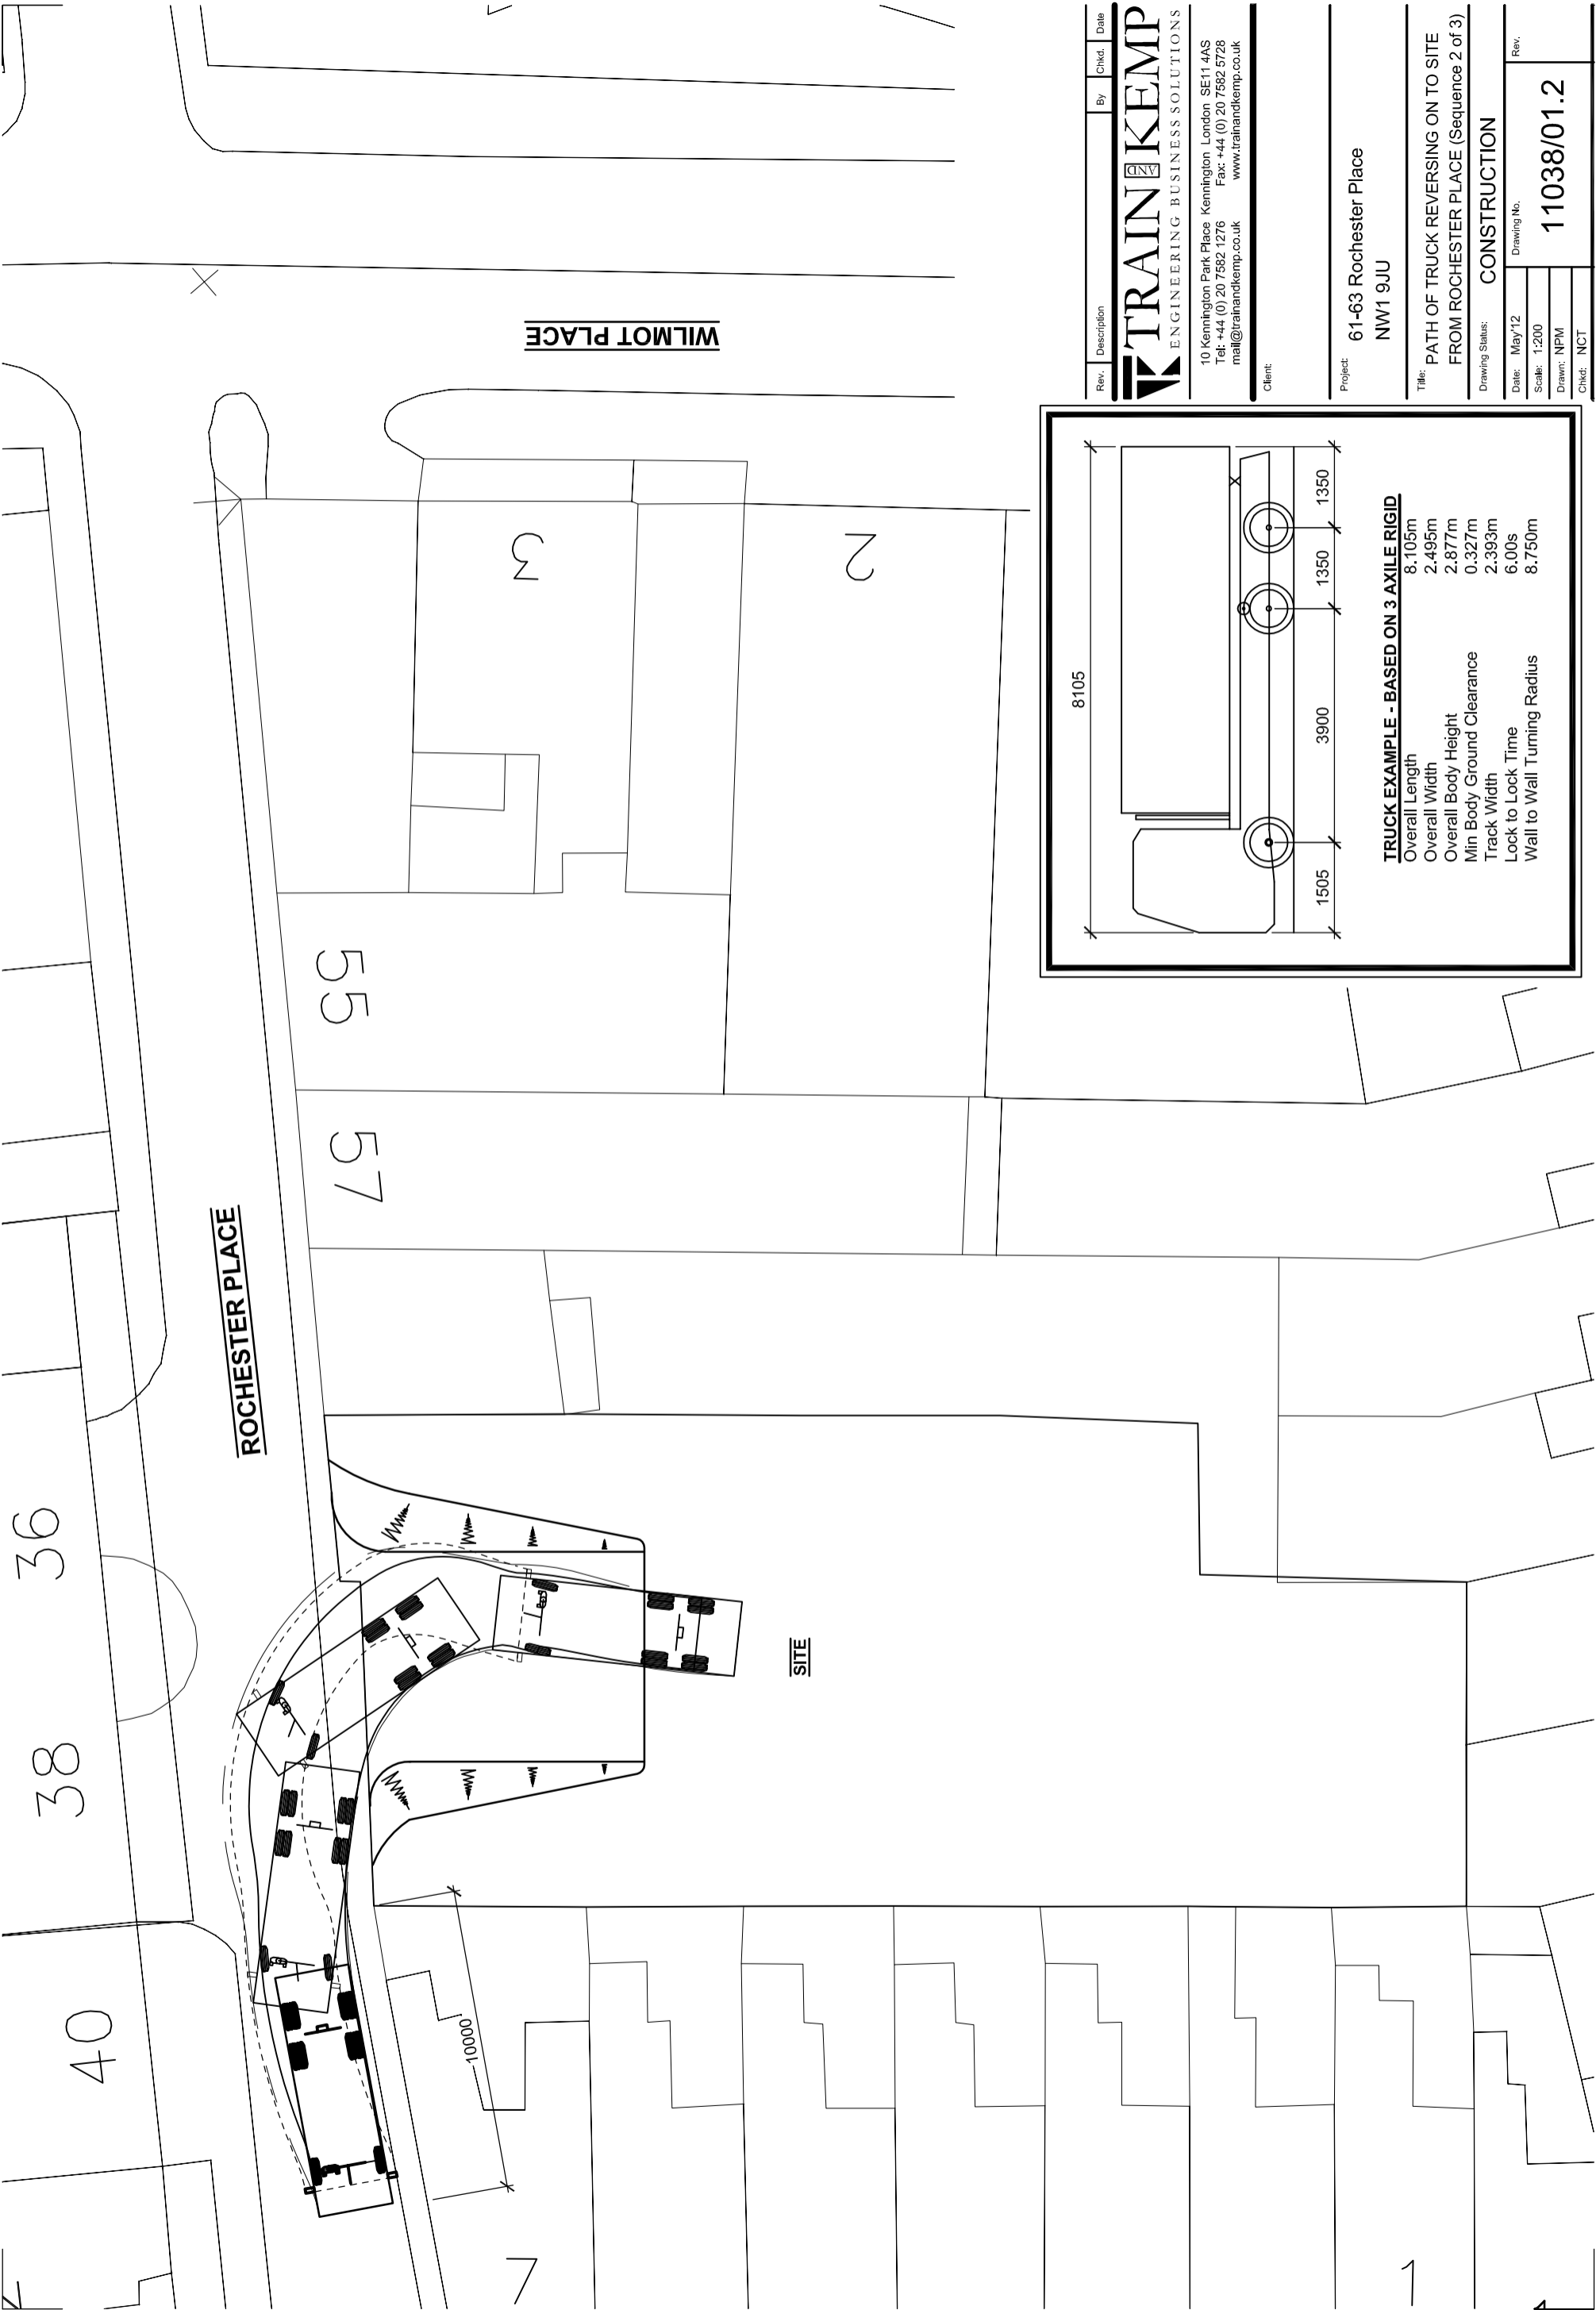 36
38
40
ROCHESTER PLACE
WILMOT PLACE
55
57
3
2
7
1
SITE
10000
8105
1505
3900
1350
1350
TRUCK EXAMPLE - BASED ON 3 AXILE RIGID
Overall Length 8.105m
Overall Width 2.495m
Overall Body Height 2.877m
Min Body Ground Clearance 0.327m
Track Width 2.393m
Lock to Lock Time 6.00s
Wall to Wall Turning Radius 8.750m
Rev. Description By Chkd. Date
TRAIN AND KEMP
ENGINEERING BUSINESS SOLUTIONS
10 Kennington Park Place Kennington London SE11 4AS
Tel: +44 (0) 20 7582 1276 Fax: +44 (0) 20 7582 5728
mail@trainandkemp.co.uk www.trainandkemp.co.uk
Client:
Project:
61-63 Rochester Place
NW1 9JU
Title:
PATH OF TRUCK REVERSING ON TO SITE
FROM ROCHESTER PLACE (Sequence 2 of 3)
Drawing Status: CONSTRUCTION
Date: May'12
Scale: 1:200
Drawn: NPM
Chkd: NCT
Drawing No.
11038/01.2
Rev.